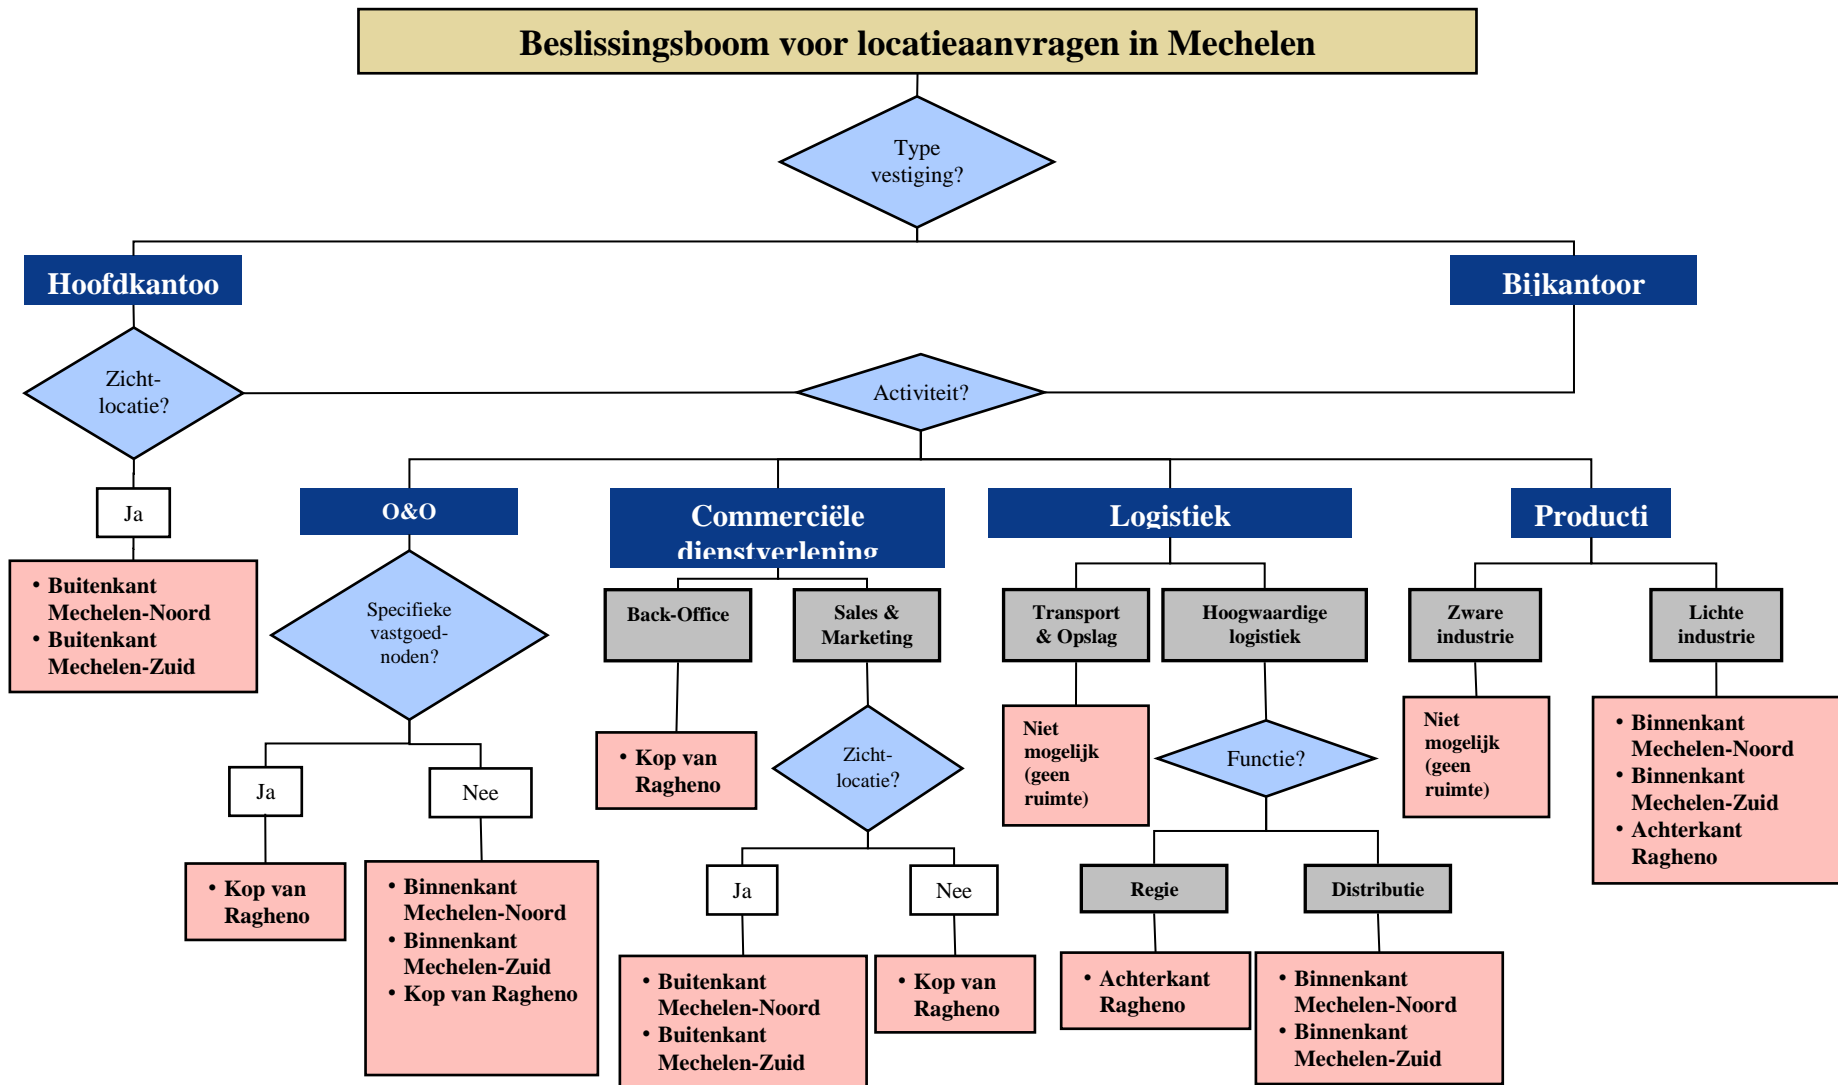 Beslissingsboom voor locatieaanvragen in Mechelen
Type
vestiging?
Hoofdkantoo
Bijkantoor
Zicht-
locatie?
Activiteit?
Ja
• Buitenkant
Mechelen-Noord
• Buitenkant
Mechelen-Zuid
O&O
Commerciële
dienstverlening
Logistiek
Producti
Specifieke
vastgoed-
noden?
Back-Office
Sales &
Marketing
Transport
& Opslag
Hoogwaardige
logistiek
Zware
industrie
Lichte
industrie
• Kop van
Ragheno
Zicht-
locatie?
Niet
mogelijk
(geen
ruimte)
Functie?
Niet
mogelijk
(geen
ruimte)
• Binnenkant
Mechelen-Noord
• Binnenkant
Mechelen-Zuid
• Achterkant
Ragheno
Ja
Nee
• Kop van
Ragheno
• Binnenkant
Mechelen-Noord
• Binnenkant
Mechelen-Zuid
• Kop van Ragheno
Ja
Nee
Regie
Distributie
• Buitenkant
Mechelen-Noord
• Buitenkant
Mechelen-Zuid
• Kop van
Ragheno
• Achterkant
Ragheno
• Binnenkant
Mechelen-Noord
• Binnenkant
Mechelen-Zuid